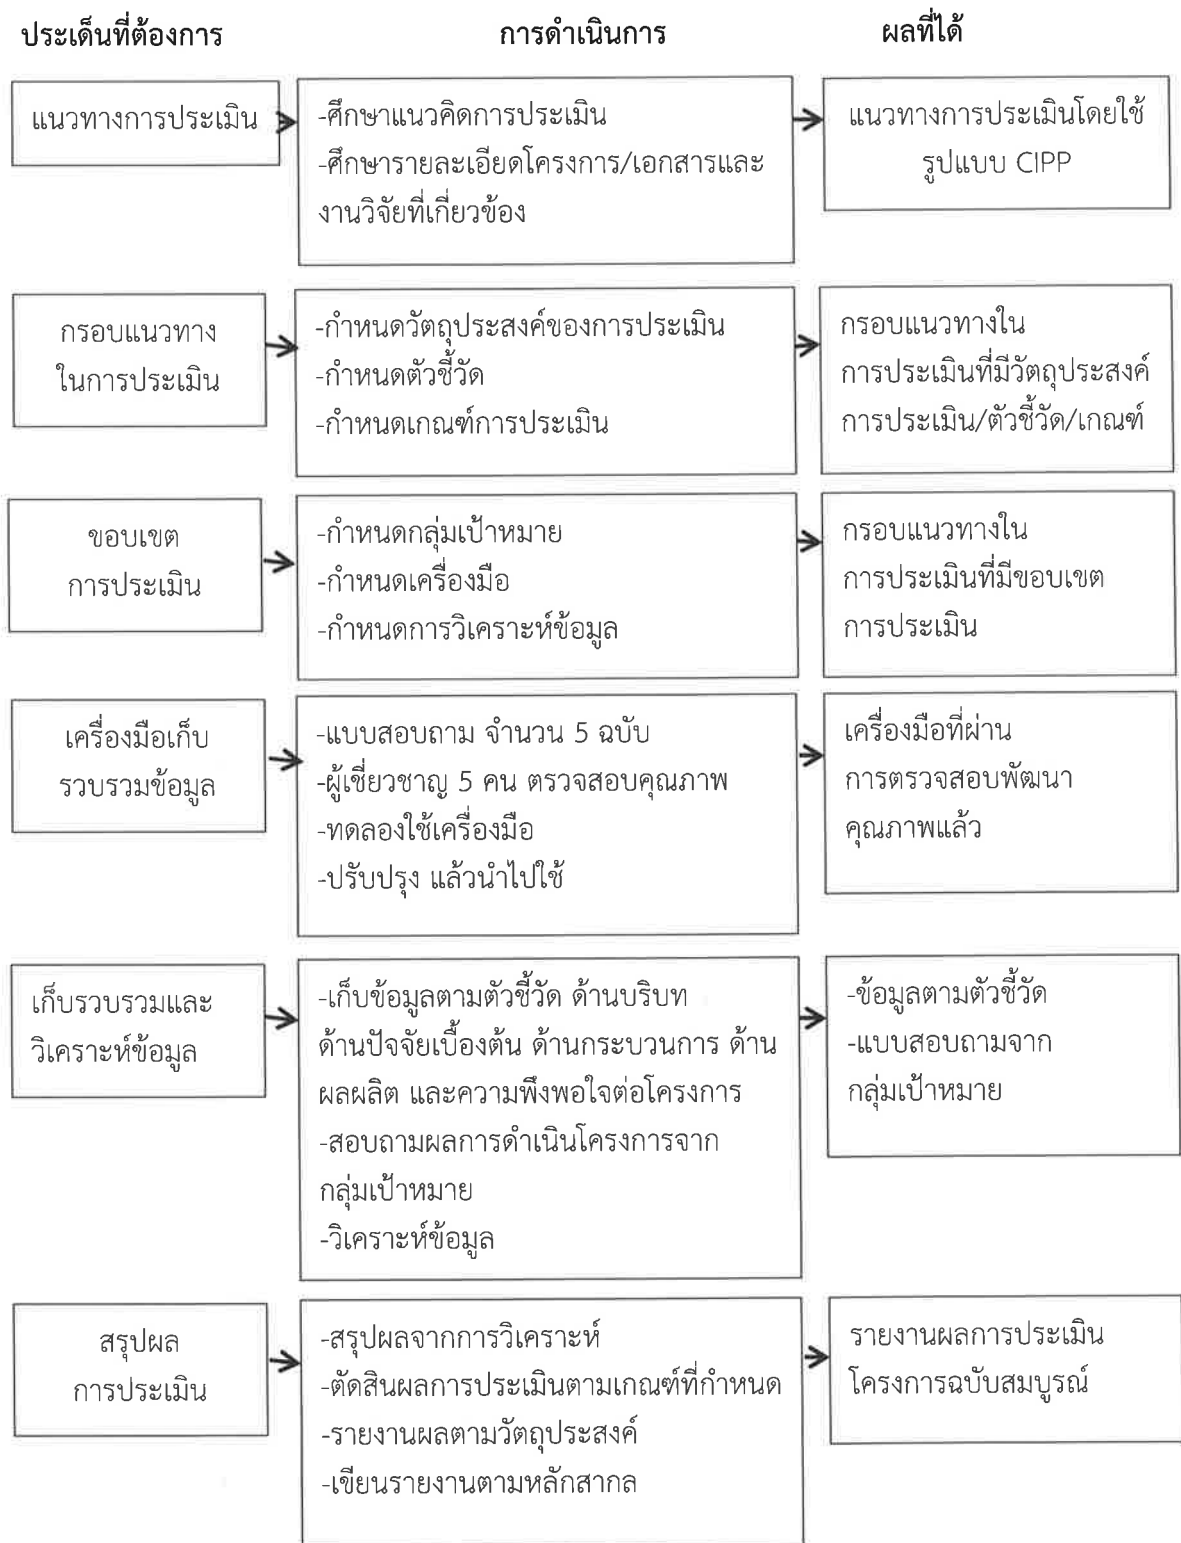 ประเด็นที่ต้องการ
การดำเนินการ
ผลที่ได้
แนวทางการประเมิน
-ศึกษาแนวคิดการประเมิน
-ศึกษารายละเอียดโครงการ/เอกสารและ
งานวิจัยที่เกี่ยวข้อง
แนวทางการประเมินโดยใช้
รูปแบบ CIPP
กรอบแนวทาง
ในการประเมิน
-กำหนดวัตถุประสงค์ของการประเมิน
-กำหนดตัวชี้วัด
-กำหนดเกณฑ์การประเมิน
กรอบแนวทางใน
การประเมินที่มีวัตถุประสงค์
การประเมิน/ตัวชี้วัด/เกณฑ์
ขอบเขต
การประเมิน
-กำหนดกลุ่มเป้าหมาย
-กำหนดเครื่องมือ
-กำหนดการวิเคราะห์ข้อมูล
กรอบแนวทางใน
การประเมินที่มีขอบเขต
การประเมิน
เครื่องมือเก็บ
รวบรวมข้อมูล
-แบบสอบถาม จำนวน 5 ฉบับ
-ผู้เชี่ยวชาญ 5 คน ตรวจสอบคุณภาพ
-ทดลองใช้เครื่องมือ
-ปรับปรุง แล้วนำไปใช้
เครื่องมือที่ผ่าน
การตรวจสอบพัฒนา
คุณภาพแล้ว
เก็บรวบรวมและ
วิเคราะห์ข้อมูล
-เก็บข้อมูลตามตัวชี้วัด ด้านบริบท
ด้านปัจจัยเบื้องต้น ด้านกระบวนการ ด้าน
ผลผลิต และความพึงพอใจต่อโครงการ
-สอบถามผลการดำเนินโครงการจาก
กลุ่มเป้าหมาย
-วิเคราะห์ข้อมูล
-ข้อมูลตามตัวชี้วัด
-แบบสอบถามจาก
กลุ่มเป้าหมาย
สรุปผล
การประเมิน
-สรุปผลจากการวิเคราะห์
-ตัดสินผลการประเมินตามเกณฑ์ที่กำหนด
-รายงานผลตามวัตถุประสงค์
-เขียนรายงานตามหลักสากล
รายงานผลการประเมิน
โครงการฉบับสมบูรณ์